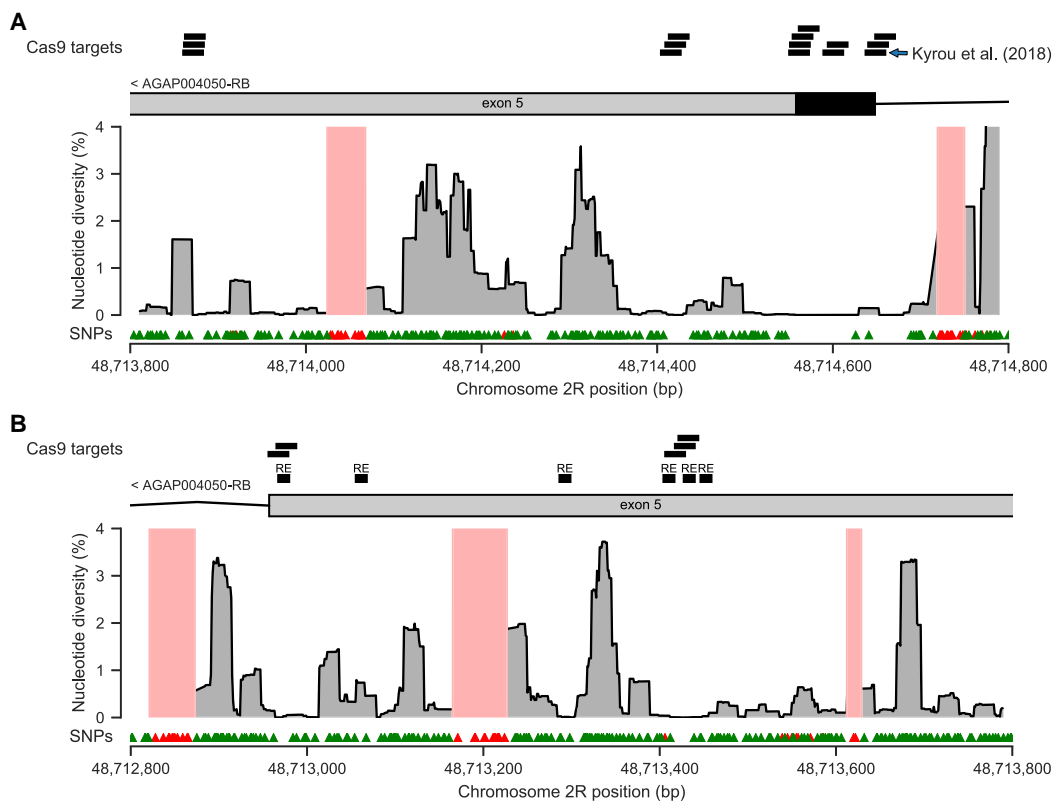 A
Cas9 targets
Kyrou et al. (2018)
< AGAP004050-RB
exon 5
Nucleotide diversity (%)
4
3
2
1
0
SNPs
48,713,800
48,714,000
48,714,200
48,714,400
48,714,600
48,714,800
Chromosome 2R position (bp)
B
Cas9 targets
RE
RE
RE
RE
RE
RE
< AGAP004050-RB
exon 5
Nucleotide diversity (%)
4
3
2
1
0
SNPs
48,712,800
48,713,000
48,713,200
48,713,400
48,713,600
48,713,800
Chromosome 2R position (bp)